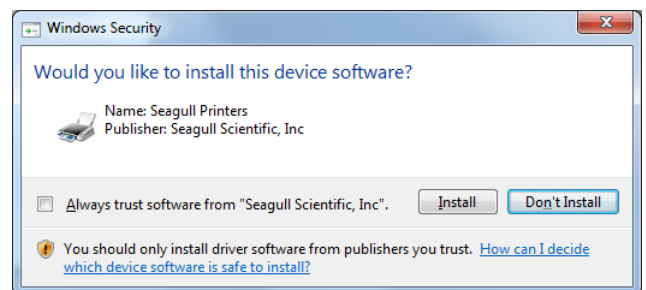 Windows Security
Would you like to install this device software?
Name: Seagull Printers
Publisher: Seagull Scientific, Inc
Always trust software from "Seagull Scientific, Inc".
Install
Don't Install
You should only install driver software from publishers you trust. How can I decide
which device software is safe to install?